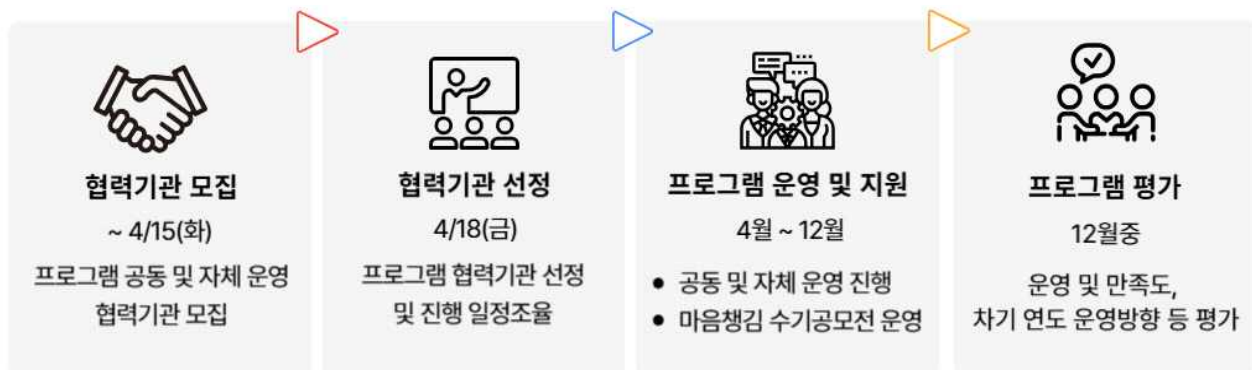 협력기관 모집
~ 4/15(화)
프로그램 공동 및 자체 운영
협력기관 모집
협력기관 선정
4/18(금)
프로그램 협력기관 선정
및 진행 일정조율
프로그램 운영 및 지원
4월 ~ 12월
• 공동 및 자체 운영 진행
• 마음챙김 수기공모전 운영
프로그램 평가
12월중
운영 및 만족도,
차기 연도 운영방향 등 평가